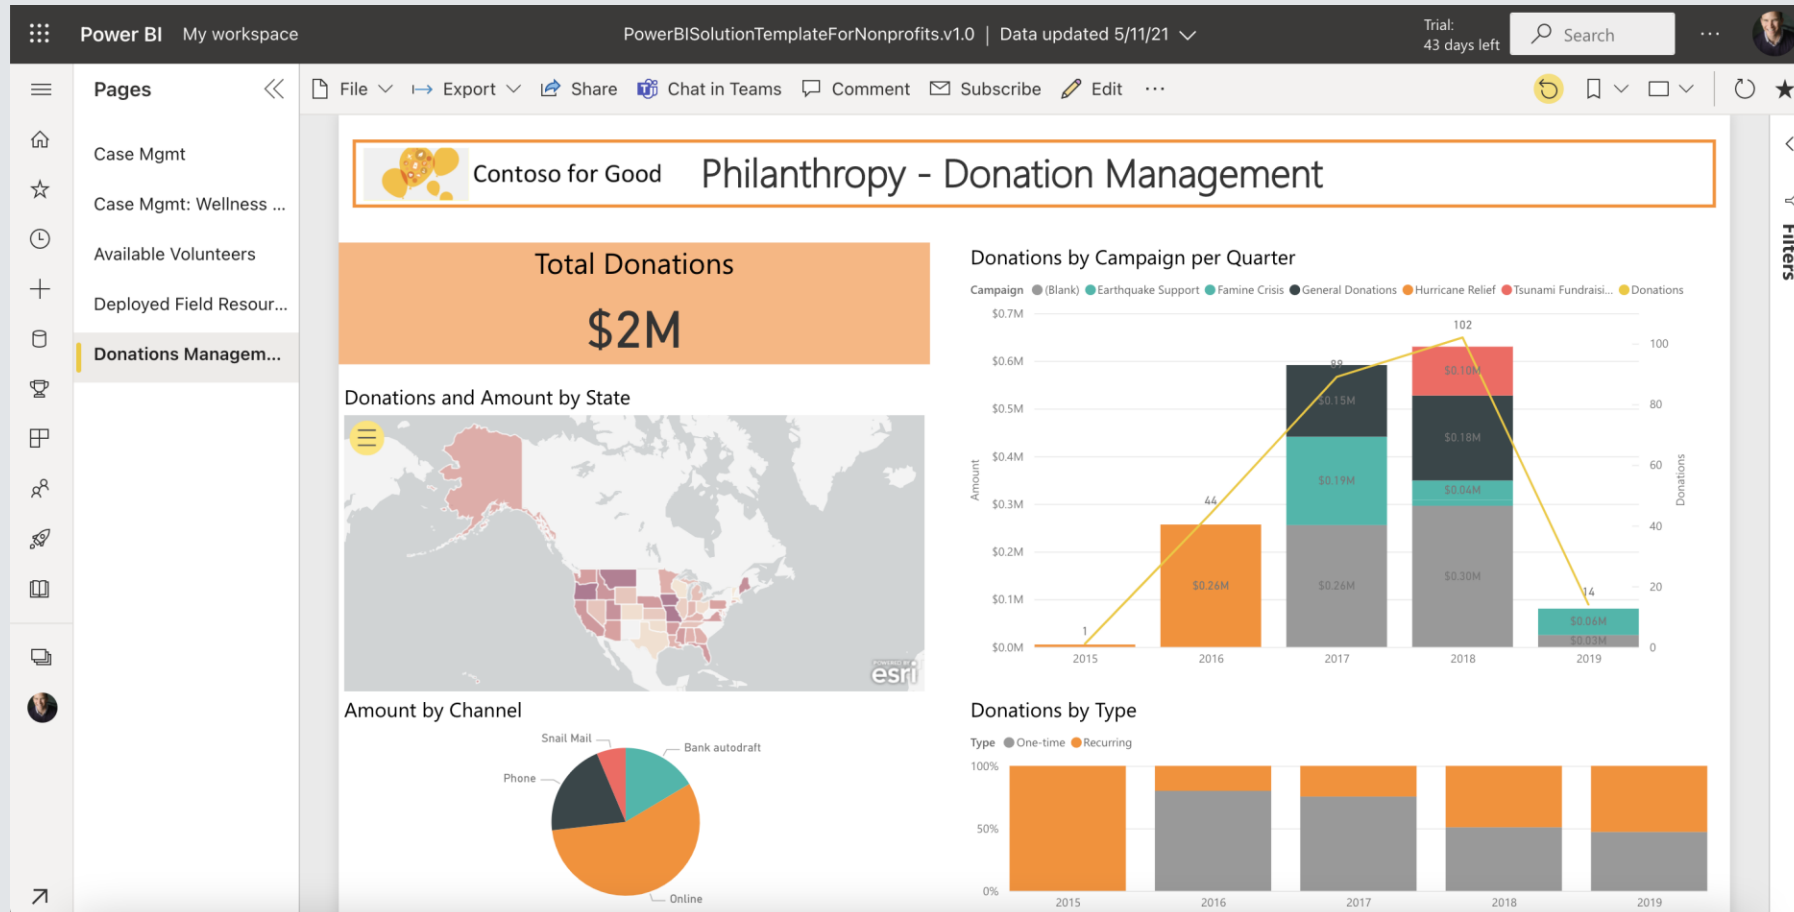 Power BI My workspace
PowerBISolutionTemplateForNonprofits.v1.0 | Data updated 5/11/21
Trial:
43 days left
Search
Pages
File Export Share Chat in Teams Comment Subscribe Edit
Case Mgmt
Case Mgmt: Wellness ...
Available Volunteers
Deployed Field Resour...
Donations Managem...
Filters
Contoso for Good Philanthropy - Donation Management
Total Donations
$2M
Donations and Amount by State
POWERED BY
esri
Amount by Channel
Snail Mail
Bank autodraft
Phone
Online
Donations by Campaign per Quarter
Campaign (Blank) Earthquake Support Famine Crisis General Donations Hurricane Relief Tsunami Fundraisi... Donations
$0.7M
$0.6M
$0.5M
$0.4M
$0.3M
$0.2M
$0.1M
$0.0M
Amount
102
89
44
1
14
$0.10M
$0.15M
$0.18M
$0.19M
$0.04M
$0.26M
$0.26M
$0.30M
$0.06M
$0.03M
100
80
60
40
20
0
Donations
2015 2016 2017 2018 2019
Donations by Type
Type One-time Recurring
100%
50%
0%
2015 2016 2017 2018 2019